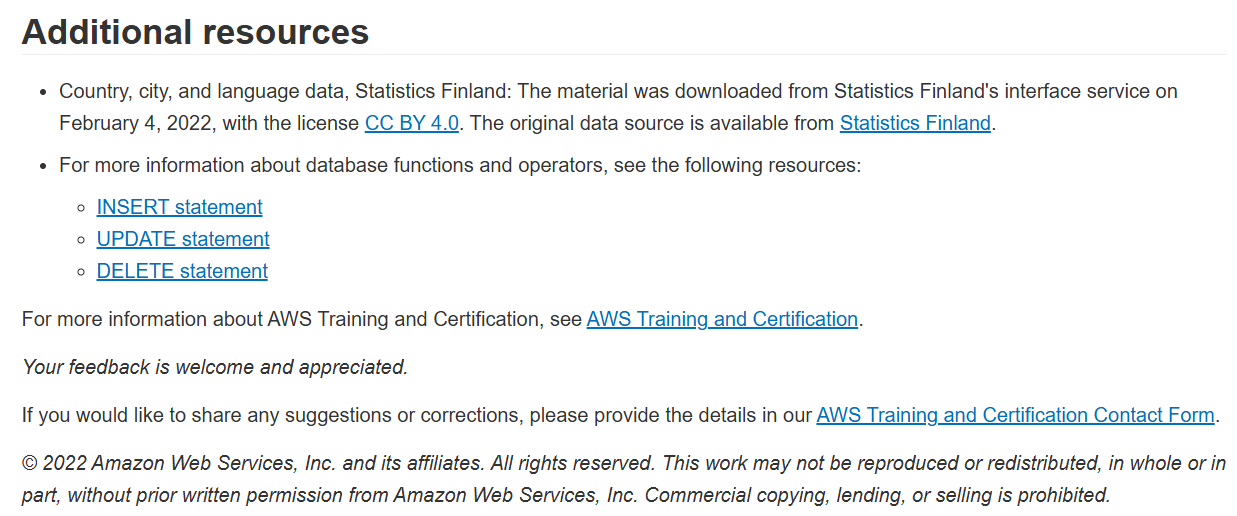 Additional resources
• Country, city, and language data, Statistics Finland: The material was downloaded from Statistics Finland's interface service on
February 4, 2022, with the license CC BY 4.0. The original data source is available from Statistics Finland.
• For more information about database functions and operators, see the following resources:
◦ INSERT statement
◦ UPDATE statement
◦ DELETE statement
For more information about AWS Training and Certification, see AWS Training and Certification.
Your feedback is welcome and appreciated.
If you would like to share any suggestions or corrections, please provide the details in our AWS Training and Certification Contact Form.
© 2022 Amazon Web Services, Inc. and its affiliates. All rights reserved. This work may not be reproduced or redistributed, in whole or in
part, without prior written permission from Amazon Web Services, Inc. Commercial copying, lending, or selling is prohibited.